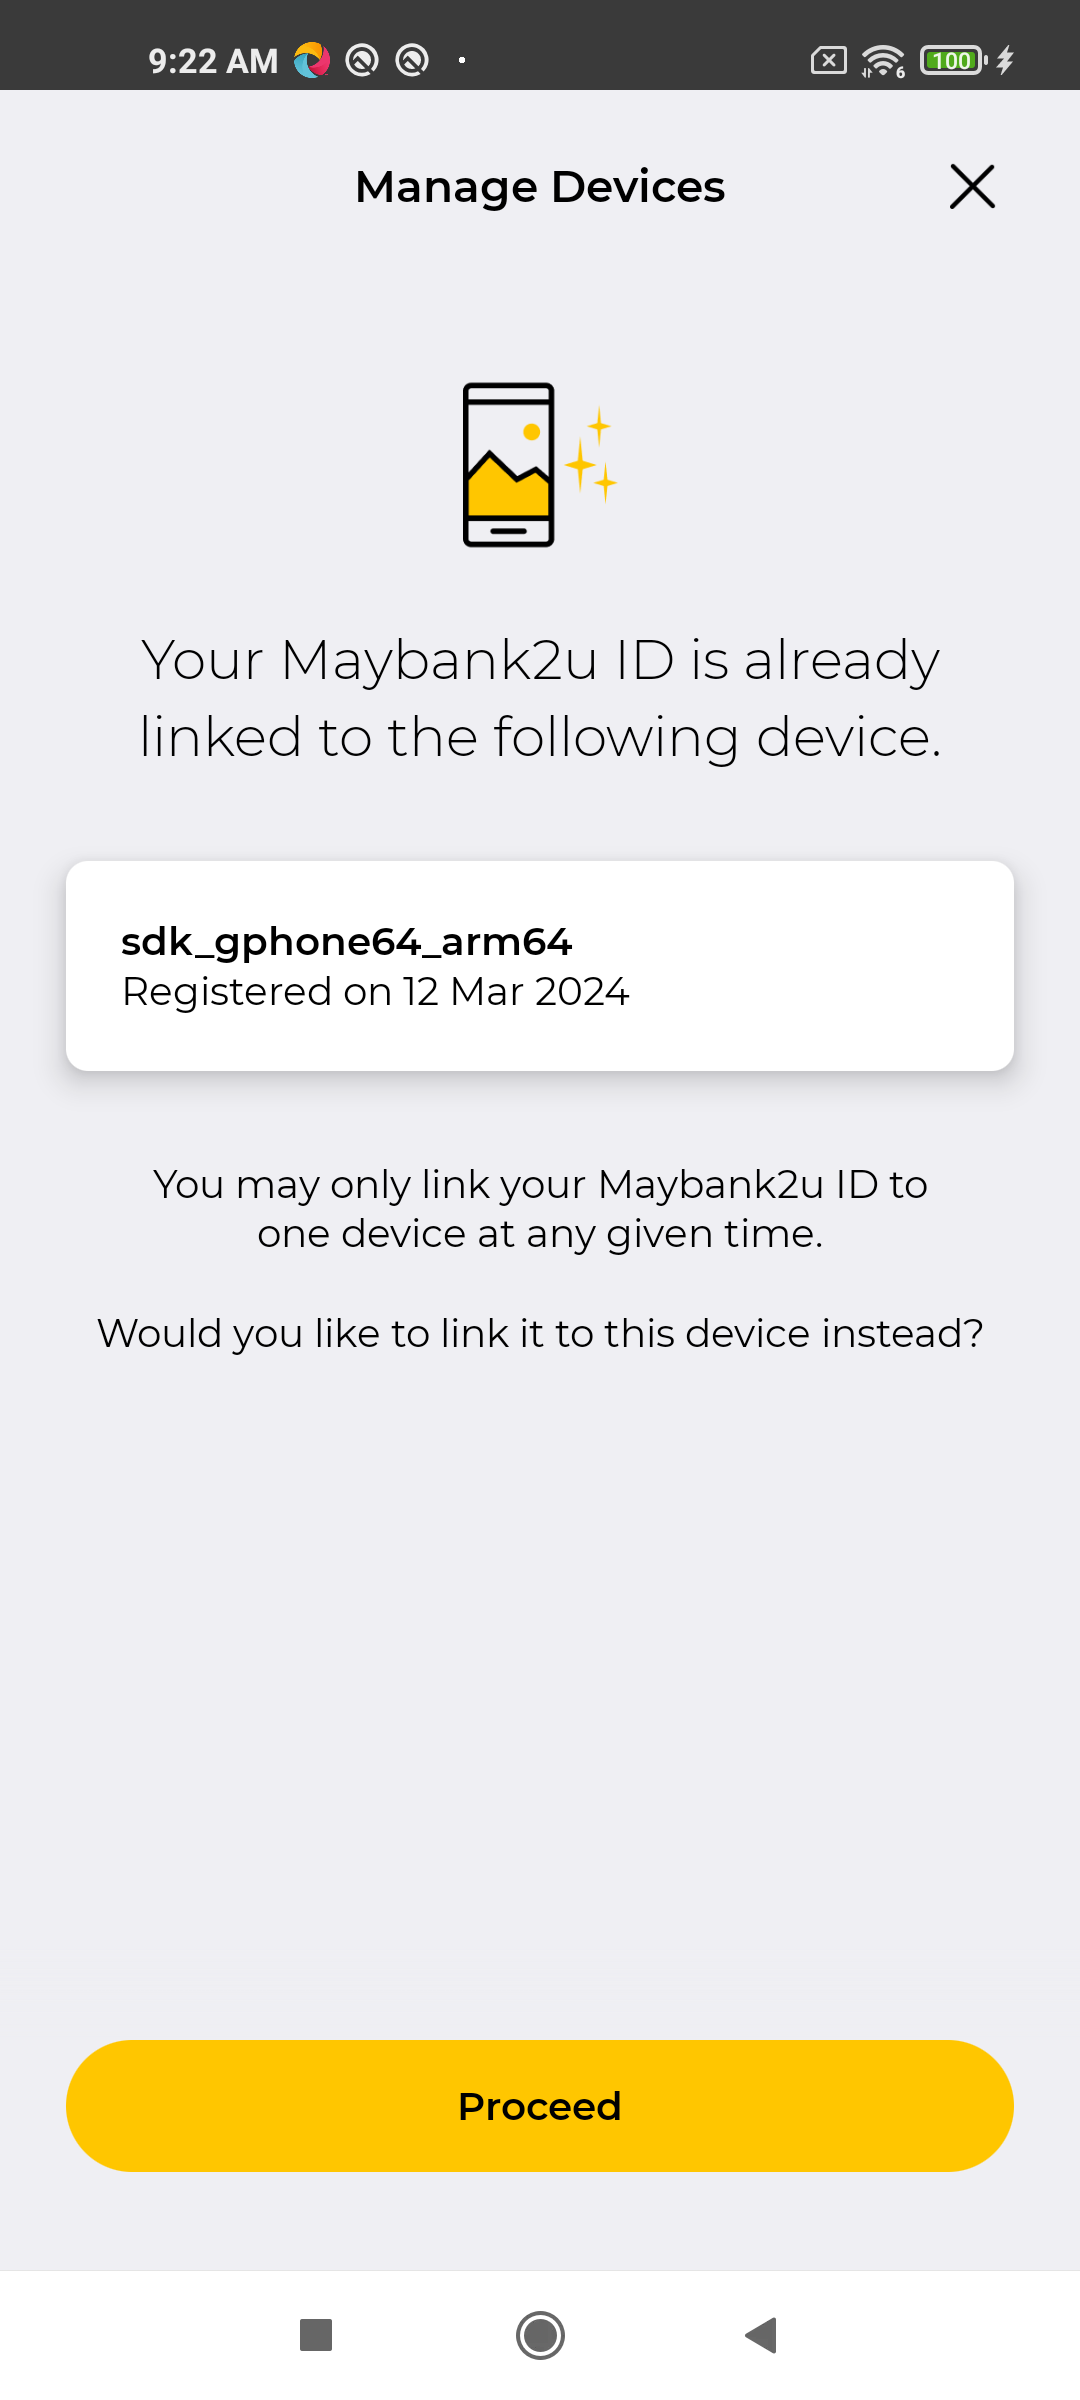 9:22 AM
6
100
Manage Devices
Your Maybank2u ID is already
linked to the following device.
sdk_gphone64_arm64
Registered on 12 Mar 2024
You may only link your Maybank2u ID to
one device at any given time.
Would you like to link it to this device instead?
Proceed